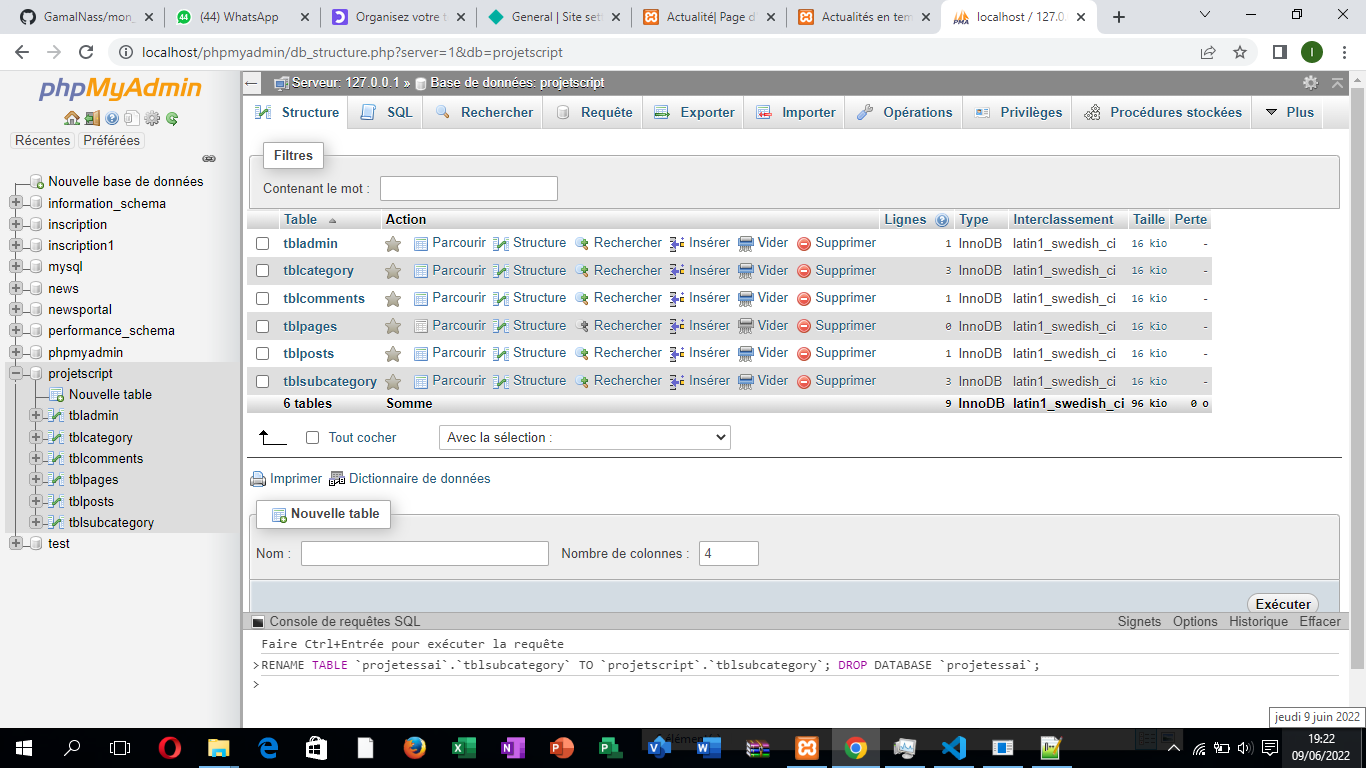 GamalNass/mon_
(44) WhatsApp
Organisez votre t
General | Site sett
Actualité| Page d
Actualités en tem
localhost / 127.0.
localhost/phpmyadmin/db_structure.php?server=1&db=projetscript
I
phpMyAdmin
Récentes Préférées
Nouvelle base de données
information_schema
inscription
inscription1
mysql
news
newsportal
performance_schema
phpmyadmin
projetscript
Nouvelle table
tbladmin
tblcategory
tblcomments
tblpages
tblposts
tblsubcategory
test
Serveur: 127.0.0.1 » Base de données: projetscript
Structure SQL Rechercher Requête Exporter Importer Opérations Privilèges Procédures stockées Plus
Filtres
Contenant le mot :
Table Action Lignes Type Interclassement Taille Perte
tbladmin Parcourir Structure Rechercher Insérer Vider Supprimer 1 InnoDB latin1_swedish_ci 16 kio -
tblcategory Parcourir Structure Rechercher Insérer Vider Supprimer 3 InnoDB latin1_swedish_ci 16 kio -
tblcomments Parcourir Structure Rechercher Insérer Vider Supprimer 1 InnoDB latin1_swedish_ci 16 kio -
tblpages Parcourir Structure Rechercher Insérer Vider Supprimer 0 InnoDB latin1_swedish_ci 16 kio -
tblposts Parcourir Structure Rechercher Insérer Vider Supprimer 1 InnoDB latin1_swedish_ci 16 kio -
tblsubcategory Parcourir Structure Rechercher Insérer Vider Supprimer 3 InnoDB latin1_swedish_ci 16 kio -
6 tables Somme 9 InnoDB latin1_swedish_ci 96 kio 0 o
Tout cocher Avec la sélection :
Imprimer Dictionnaire de données
Nouvelle table
Nom : Nombre de colonnes : 4
Exécuter
Console de requêtes SQL Signets Options Historique Effacer
Faire Ctrl+Entrée pour exécuter la requête
>RENAME TABLE `projetessai`.`tblsubcategory` TO `projetscript`.`tblsubcategory`; DROP DATABASE `projetessai`;
>
jeudi 9 juin 2022
19:22
09/06/2022